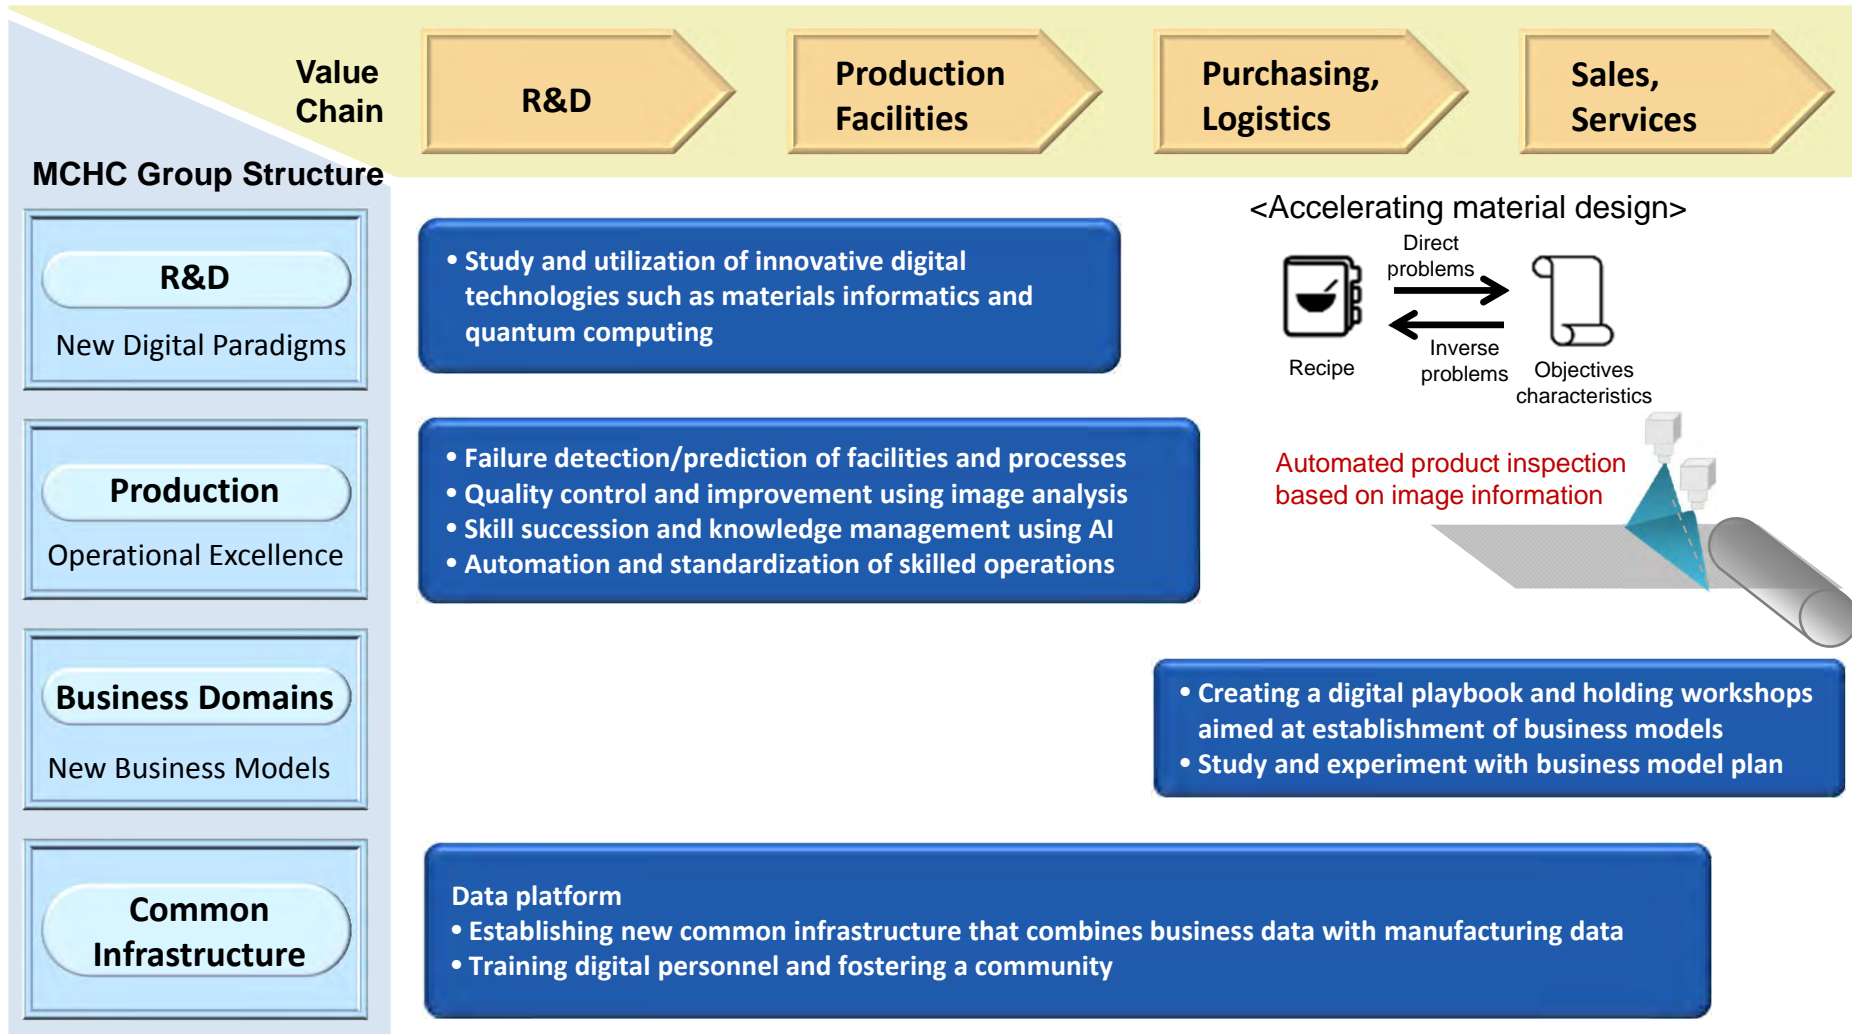 Value
Chain
R&D
Production
Facilities
Purchasing,
Logistics
Sales,
Services
MCHC Group Structure
R&D
New Digital Paradigms
• Study and utilization of innovative digital
technologies such as materials informatics and
quantum computing
<Accelerating material design>
Direct
problems
Inverse
problems
Recipe
Objectives
characteristics
Production
Operational Excellence
• Failure detection/prediction of facilities and processes
• Quality control and improvement using image analysis
• Skill succession and knowledge management using AI
• Automation and standardization of skilled operations
Automated product inspection
based on image information
Business Domains
New Business Models
• Creating a digital playbook and holding workshops
aimed at establishment of business models
• Study and experiment with business model plan
Common
Infrastructure
Data platform
• Establishing new common infrastructure that combines business data with manufacturing data
• Training digital personnel and fostering a community